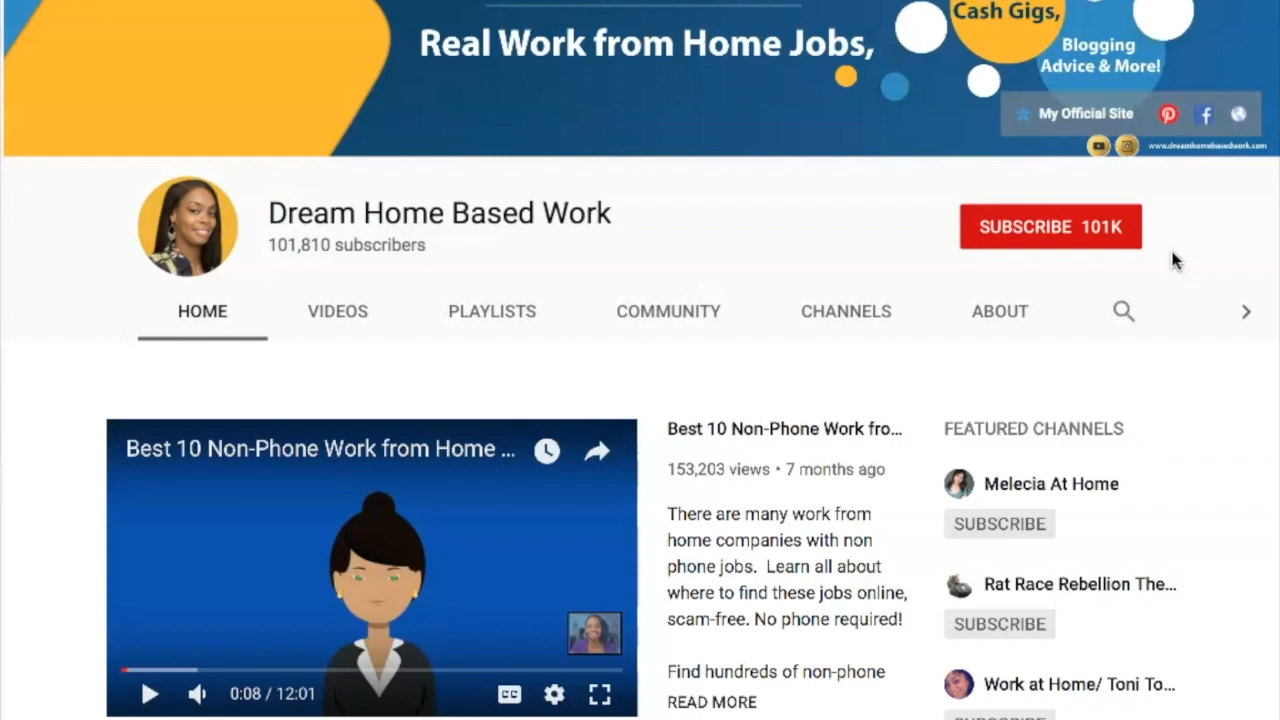 Cash Gigs,
Real Work from Home Jobs,
Blogging
Advice & More!
My Official Site
www.dreamhomebasedwork.com
Dream Home Based Work
101,810 subscribers
SUBSCRIBE 101K
HOME VIDEOS PLAYLISTS COMMUNITY CHANNELS ABOUT
Best 10 Non-Phone Work from Home ...
0:08 / 12:01
CC
Best 10 Non-Phone Work fro...
153,203 views • 7 months ago
There are many work from
home companies with non
phone jobs. Learn all about
where to find these jobs online,
scam-free. No phone required!
Find hundreds of non-phone
READ MORE
FEATURED CHANNELS
Melecia At Home
SUBSCRIBE
Rat Race Rebellion The...
SUBSCRIBE
Work at Home/ Toni To...
SUBSCRIBE